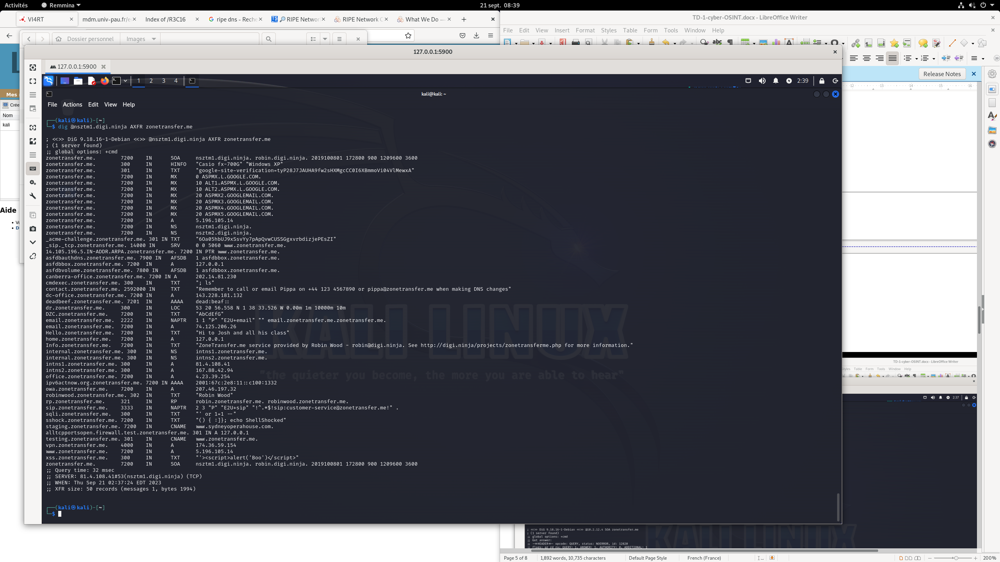 Activités
Remmina
21 sept. 08:39
VI4RT
mdm.univ-pau.fr/e
Index of /R3C16
ripe dns - Reche
RIPE Networ
RIPE Network C
What We Do —
TD-1-cyber-OSINT.docx - LibreOffice Writer
File Edit View Insert Format Styles Table Form Tools Window Help
Dossier personnel
Images
Release Notes
Mes
Crée
Nom
kali
Aide
127.0.0.1:5900
127.0.0.1:5900
1 2 3 4
2:39
kali@kali: ~
File Actions Edit View Help
┌──(kali㉿kali)-[~]
└─$ dig @nsztm1.digi.ninja AXFR zonetransfer.me
; <<>> DiG 9.18.16-1-Debian <<>> @nsztm1.digi.ninja AXFR zonetransfer.me
; (1 server found)
;; global options: +cmd
zonetransfer.me. 7200 IN SOA nsztm1.digi.ninja. robin.digi.ninja. 2019100801 172800 900 1209600 3600
zonetransfer.me. 300 IN HINFO "Casio fx-700G" "Windows XP"
zonetransfer.me. 301 IN TXT "google-site-verification=tyP28J7JAUHA9fw2sHXMgcCC0I6XBmmoVi04VlMewxA"
zonetransfer.me. 7200 IN MX 0 ASPMX.L.GOOGLE.COM.
zonetransfer.me. 7200 IN MX 10 ALT1.ASPMX.L.GOOGLE.COM.
zonetransfer.me. 7200 IN MX 10 ALT2.ASPMX.L.GOOGLE.COM.
zonetransfer.me. 7200 IN MX 20 ASPMX2.GOOGLEMAIL.COM.
zonetransfer.me. 7200 IN MX 20 ASPMX3.GOOGLEMAIL.COM.
zonetransfer.me. 7200 IN MX 20 ASPMX4.GOOGLEMAIL.COM.
zonetransfer.me. 7200 IN MX 20 ASPMX5.GOOGLEMAIL.COM.
zonetransfer.me. 7200 IN A 5.196.105.14
zonetransfer.me. 7200 IN NS nsztm1.digi.ninja.
zonetransfer.me. 7200 IN NS nsztm2.digi.ninja.
_acme-challenge.zonetransfer.me. 301 IN TXT "6Oa05hbUJ9xSsvYy7pApQvwCUSSGgxvrbdizjePEsZI"
_sip._tcp.zonetransfer.me. 14000 IN SRV 0 0 5060 www.zonetransfer.me.
14.105.196.5.IN-ADDR.ARPA.zonetransfer.me. 7200 IN PTR www.zonetransfer.me.
asfdbauthdns.zonetransfer.me. 7900 IN AFSDB 1 asfdbbox.zonetransfer.me.
asfdbbox.zonetransfer.me. 7200 IN A 127.0.0.1
asfdbvolume.zonetransfer.me. 7800 IN AFSDB 1 asfdbbox.zonetransfer.me.
canberra-office.zonetransfer.me. 7200 IN A 202.14.81.230
cmdexec.zonetransfer.me. 300 IN TXT "; ls"
contact.zonetransfer.me. 2592000 IN TXT "Remember to call or email Pippa on +44 123 4567890 or pippa@zonetransfer.me when making DNS changes"
dc-office.zonetransfer.me. 7200 IN A 143.228.181.132
deadbeef.zonetransfer.me. 7201 IN AAAA dead:beaf::
dr.zonetransfer.me. 300 IN LOC 53 20 56.558 N 1 38 33.526 W 0.00m 1m 10000m 10m
DZC.zonetransfer.me. 7200 IN TXT "AbCdEfG"
email.zonetransfer.me. 2222 IN NAPTR 1 1 "P" "E2U+email" "" email.zonetransfer.me.zonetransfer.me.
email.zonetransfer.me. 7200 IN A 74.125.206.26
Hello.zonetransfer.me. 7200 IN TXT "Hi to Josh and all his class"
home.zonetransfer.me. 7200 IN A 127.0.0.1
Info.zonetransfer.me. 7200 IN TXT "ZoneTransfer.me service provided by Robin Wood - robin@digi.ninja. See http://digi.ninja/projects/zonetransferme.php for more information."
internal.zonetransfer.me. 300 IN NS intns1.zonetransfer.me.
internal.zonetransfer.me. 300 IN NS intns2.zonetransfer.me.
intns1.zonetransfer.me. 300 IN A 81.4.108.41
intns2.zonetransfer.me. 300 IN A 167.88.42.94
office.zonetransfer.me. 7200 IN A 4.23.39.254
ipv6actnow.org.zonetransfer.me. 7200 IN AAAA 2001:67c:2e8:11::c100:1332
owa.zonetransfer.me. 7200 IN A 207.46.197.32
robinwood.zonetransfer.me. 302 IN TXT "Robin Wood"
rp.zonetransfer.me. 321 IN RP robin.zonetransfer.me. robinwood.zonetransfer.me.
sip.zonetransfer.me. 3333 IN NAPTR 2 3 "P" "E2U+sip" "!^.*$!sip:customer-service@zonetransfer.me!" .
sqli.zonetransfer.me. 300 IN TXT "' or 1=1 --"
sshock.zonetransfer.me. 7200 IN TXT "() { :]}; echo ShellShocked"
staging.zonetransfer.me. 7200 IN CNAME www.sydneyoperahouse.com.
alltcpportsopen.firewall.test.zonetransfer.me. 301 IN A 127.0.0.1
testing.zonetransfer.me. 301 IN CNAME www.zonetransfer.me.
vpn.zonetransfer.me. 4000 IN A 174.36.59.154
www.zonetransfer.me. 7200 IN A 5.196.105.14
xss.zonetransfer.me. 300 IN TXT "'><script>alert('Boo')</script>"
zonetransfer.me. 7200 IN SOA nsztm1.digi.ninja. robin.digi.ninja. 2019100801 172800 900 1209600 3600
;; Query time: 32 msec
;; SERVER: 81.4.108.41#53(nsztm1.digi.ninja) (TCP)
;; WHEN: Thu Sep 21 02:37:24 EDT 2023
;; XFR size: 50 records (messages 1, bytes 1994)
┌──(kali㉿kali)-[~]
└─$
KALI LINUX
"the quieter you become, the more you are able to hear"
12 13 14 15 16
TD-1-cyber-OSINT.docx - LibreOffice Writer
Styles Table Form Tools Window Help
2:37
; <<>> DiG 9.18.16-1-Debian <<>> @10.2.12.4 SOA zonetransfer.me
; (1 server found)
;; global options: +cmd
;; Got answer:
;; ->>HEADER<<- opcode: QUERY, status: NOERROR, id: 12820
;; flags: qr rd ra; QUERY: 1, ANSWER: 1, AUTHORITY: 0, ADDITIONAL: 1
KALI LINUX
Page 5 of 8
1,892 words, 10,735 characters
Default Page Style
French (France)
200%